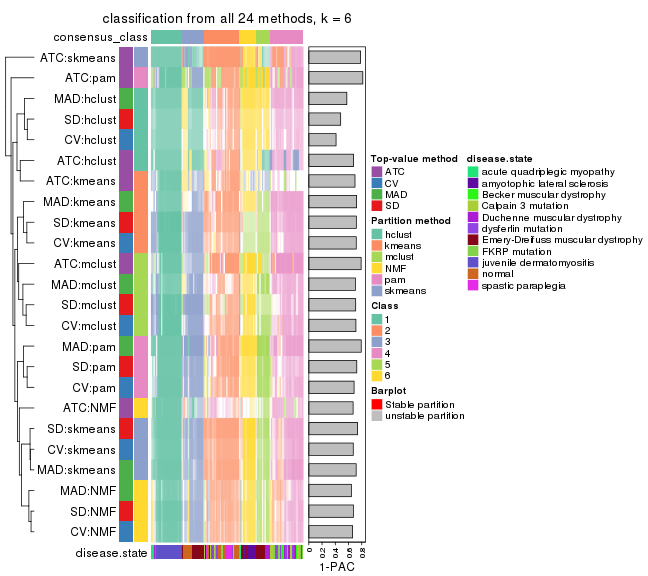 classification from all 24 methods, k = 6
consensus_class
ATC:skmeans
ATC:pam
MAD:hclust
SD:hclust
CV:hclust
ATC:hclust
ATC:kmeans
MAD:kmeans
SD:kmeans
CV:kmeans
ATC:mclust
MAD:mclust
SD:mclust
CV:mclust
MAD:pam
SD:pam
CV:pam
ATC:NMF
SD:skmeans
CV:skmeans
MAD:skmeans
MAD:NMF
SD:NMF
CV:NMF
disease.state
0
0.2
0.4
0.6
0.8
1-PAC
Top-value method
ATC
CV
MAD
SD
Partition method
hclust
kmeans
mclust
NMF
pam
skmeans
Class
1
2
3
4
5
6
Barplot
Stable partition
unstable partition
disease.state
acute quadriplegic myopathy
amyotophic lateral sclerosis
Becker muscular dystrophy
Calpain 3 mutation
Duchenne muscular dystrophy
dysferlin mutation
Emery-Dreifuss muscular dystrophy
FKRP mutation
juvenile dermatomyositis
normal
spastic paraplegia